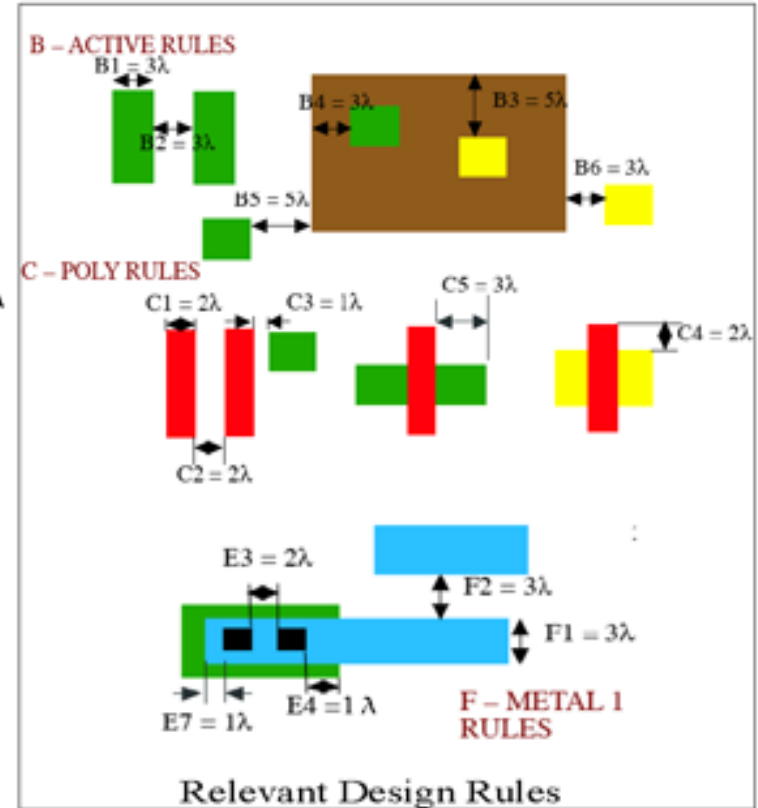 B – ACTIVE RULES
B1 = 3λ
B4 = 3λ
B3 = 5λ
B2 = 3λ
B6 = 3λ
B5 = 5λ
C – POLY RULES
C5 = 3λ
C1 = 2λ
C3 = 1λ
C4 = 2λ
C2 = 2λ
:
E3 = 2λ
F2 = 3λ
F1 = 3λ
E4 =1 λ
E7 = 1λ
F – METAL 1
RULES
Relevant Design Rules